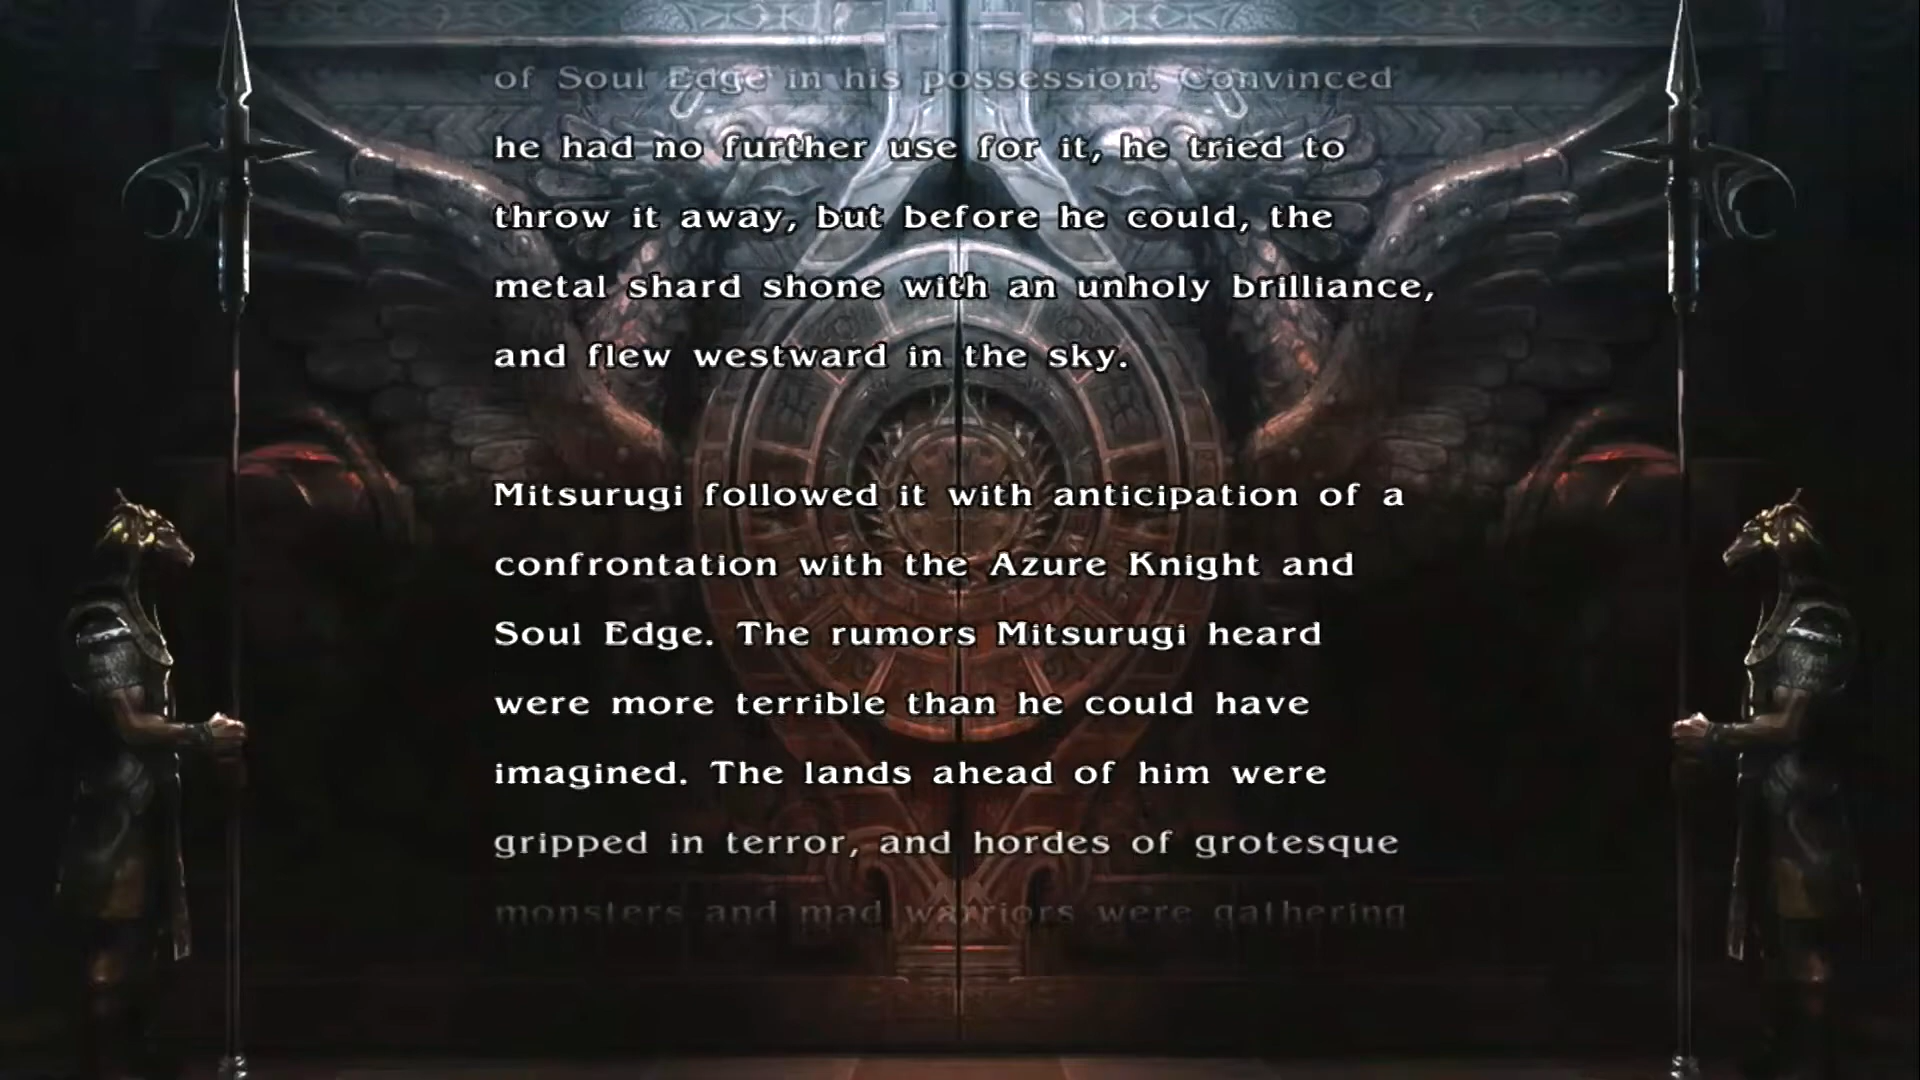 of Soul Edge in his possession. Convinced
he had no further use for it, he tried to
throw it away, but before he could, the
metal shard shone with an unholy brilliance,
and flew westward in the sky.
Mitsurugi followed it with anticipation of a
confrontation with the Azure Knight and
Soul Edge. The rumors Mitsurugi heard
were more terrible than he could have
imagined. The lands ahead of him were
gripped in terror, and hordes of grotesque
monsters and mad warriors were gathering